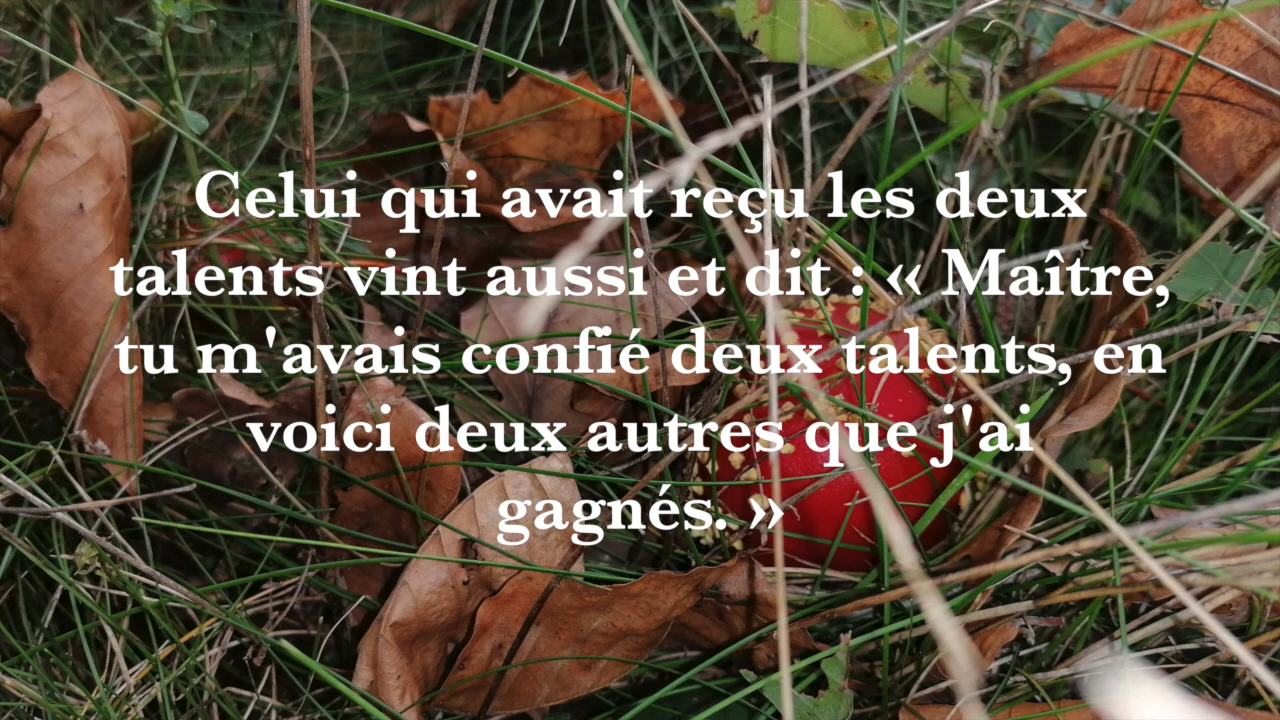 Celui qui avait reçu les deux
talents vint aussi et dit : « Maître,
tu m'avais confié deux talents, en
voici deux autres que j'ai
gagnés. »